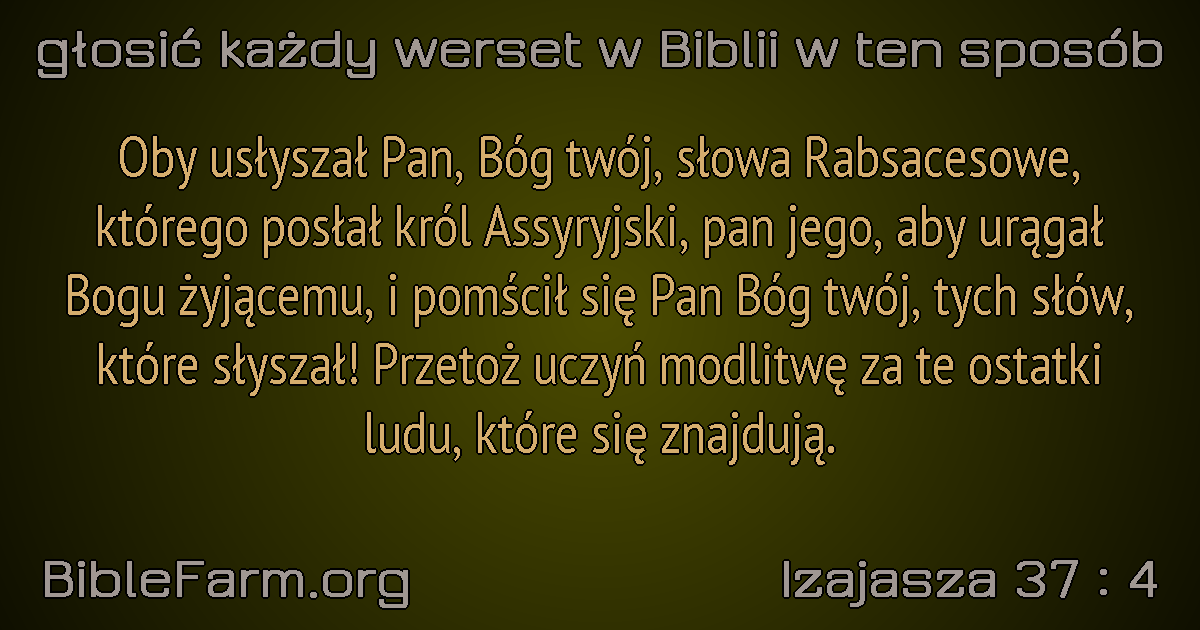 głosić każdy werset w Biblii w ten sposób
Oby usłyszał Pan, Bóg twój, słowa Rabsacesowe,
którego posłał król Assyryjski, pan jego, aby urągał
Bogu żyjącemu, i pomścił się Pan Bóg twój, tych słów,
które słyszał! Przetoż uczyń modlitwę za te ostatki
ludu, które się znajdują.
BibleFarm.org
Izajasza 37 : 4